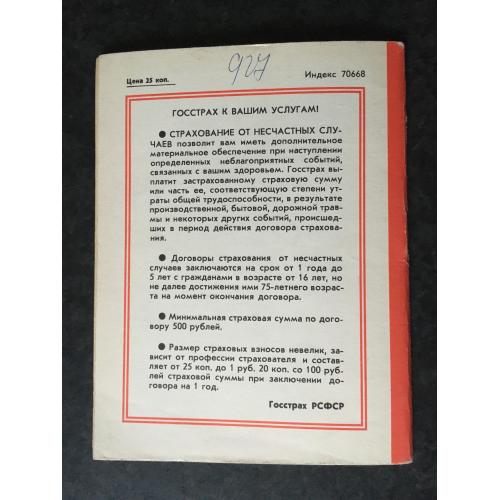 927
Цена 25 коп.
Индекс 70668
ГОССТРАХ К ВАШИМ УСЛУГАМ!
● СТРАХОВАНИЕ ОТ НЕСЧАСТНЫХ СЛУ-
ЧАЕВ позволит вам иметь дополнительное
материальное обеспечение при наступлении
определенных неблагоприятных событий,
связанных с вашим здоровьем. Госстрах вы-
платит застрахованному страховую сумму
или часть ее, соответствующую степени ут-
раты общей трудоспособности, в результате
производственной, бытовой, дорожной трав-
мы и некоторых других событий, происшед-
ших в период действия договора страхова-
ния.
● Договоры страхования от несчастных
случаев заключаются на срок от 1 года до
5 лет с гражданами в возрасте от 16 лет, но
не далее достижения ими 75-летнего возрас-
та на момент окончания договора.
● Минимальная страховая сумма по дого-
вору 500 рублей.
● Размер страховых взносов невелик, за-
висит от профессии страхователя и состав-
ляет от 25 коп. до 1 руб. 20 коп. со 100 руб-
лей страховой суммы при заключении до-
говора на 1 год.
Госстрах РСФСР